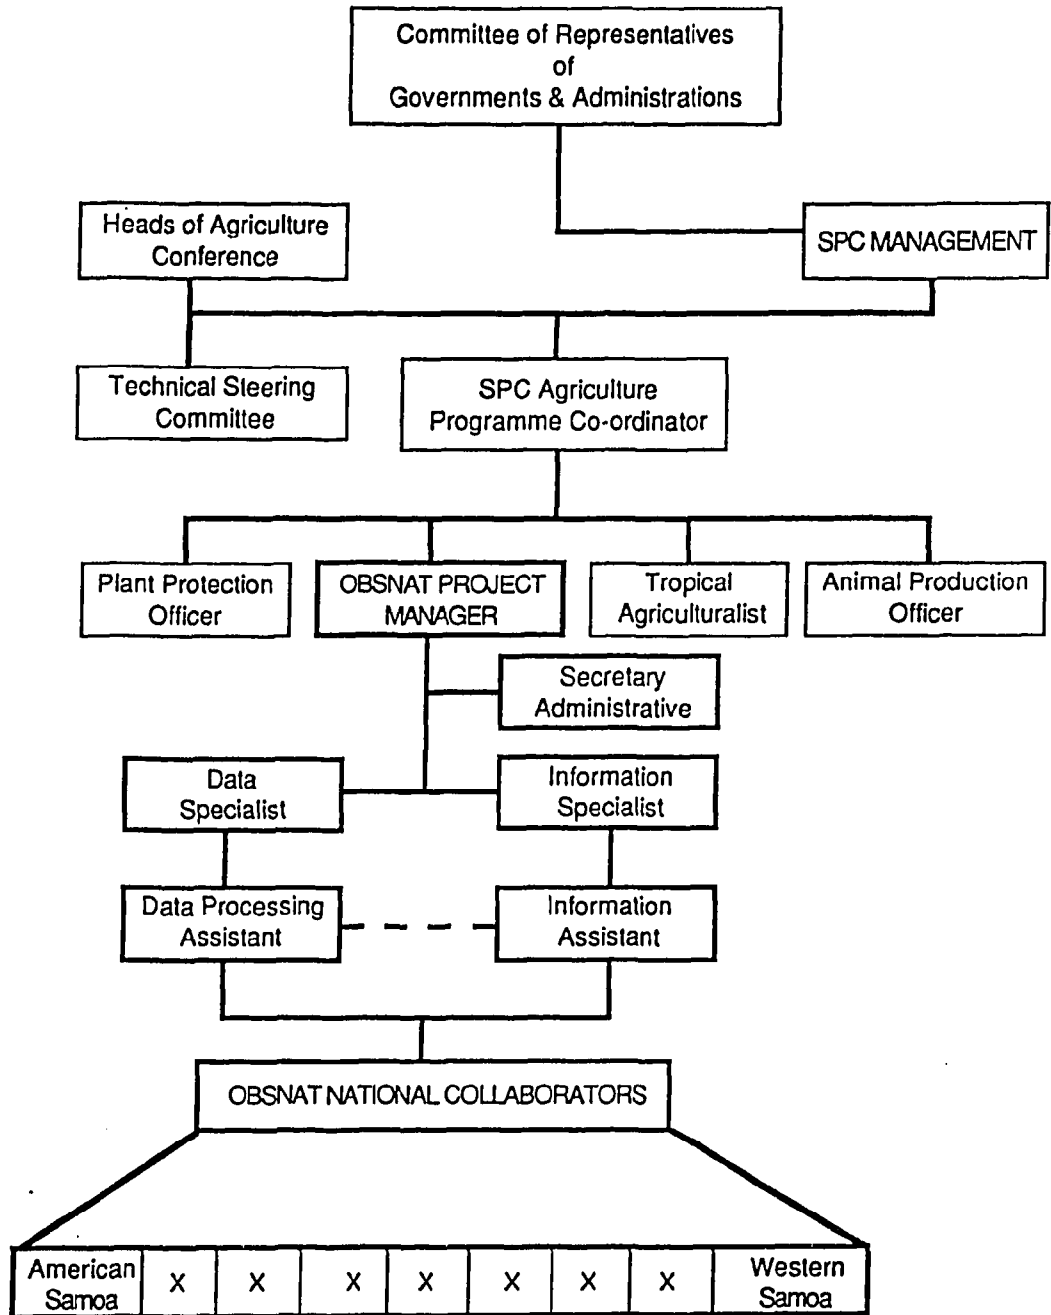 Committee of Representatives
of
Governments & Administrations
Heads of Agriculture
Conference
SPC MANAGEMENT
Technical Steering
Committee
SPC Agriculture
Programme Co-ordinator
Plant Protection
Officer
OBSNAT PROJECT
MANAGER
Tropical
Agriculturalist
Animal Production
Officer
Secretary
Administrative
Data
Specialist
Information
Specialist
Data Processing
Assistant
Information
Assistant
OBSNAT NATIONAL COLLABORATORS
American
Samoa
X
X
X
X
X
X
X
Western
Samoa